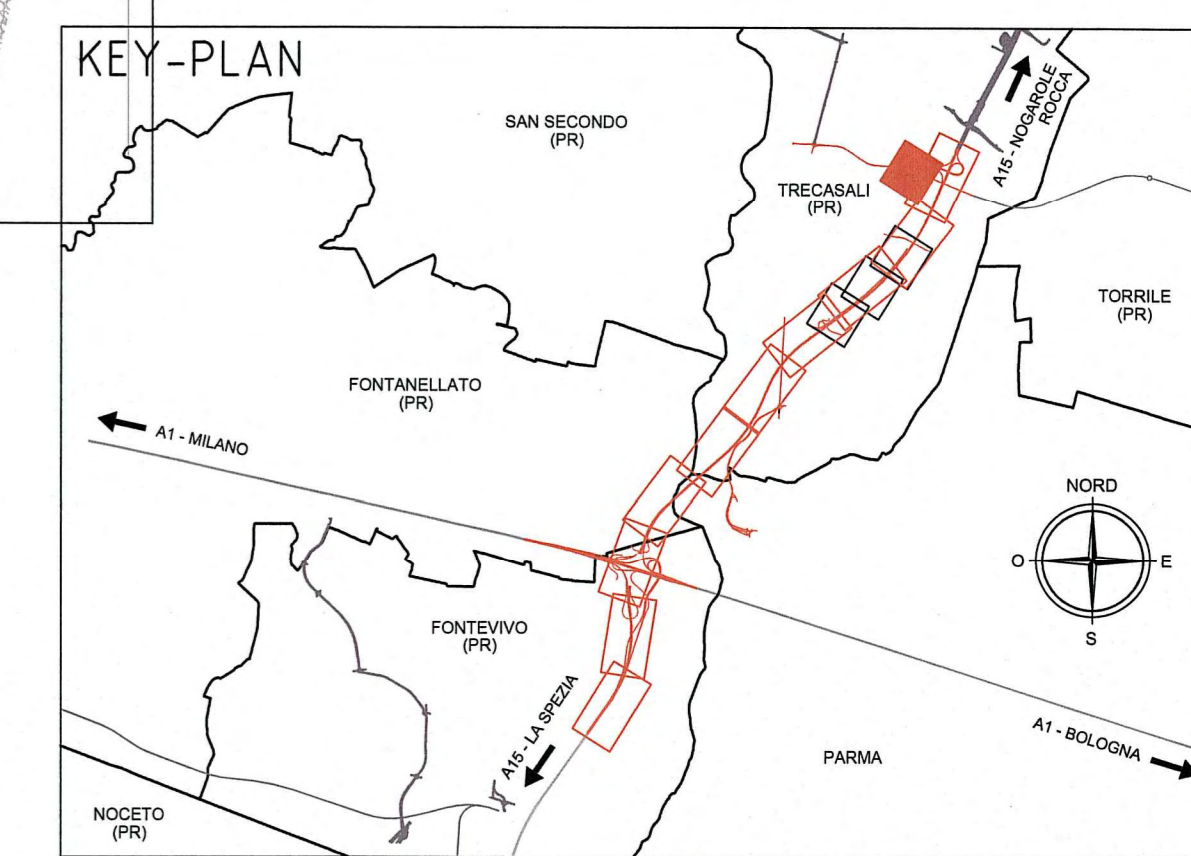 KEY-PLAN
SAN SECONDO
(PR)
A15 - NOGAROLE
ROCCA
TRECASALI
(PR)
TORRILE
(PR)
FONTANELLATO
(PR)
A1 - MILANO
NORD
O
E
S
FONTEVIVO
(PR)
A15 - LA SPEZIA
A1 - BOLOGNA
PARMA
NOCETO
(PR)